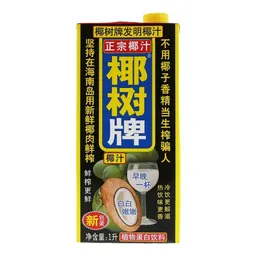 椰树牌发明椰汁
正宗椰汁
坚持在海南岛用新鲜椰肉鲜榨
不用椰子香精当生榨骗人
椰树牌
椰汁
鲜榨
更鲜
早晚
一杯
白白
嫩嫩
冷饮更解渴
热饮味更香
新包装
净含量:1升
植物蛋白饮料